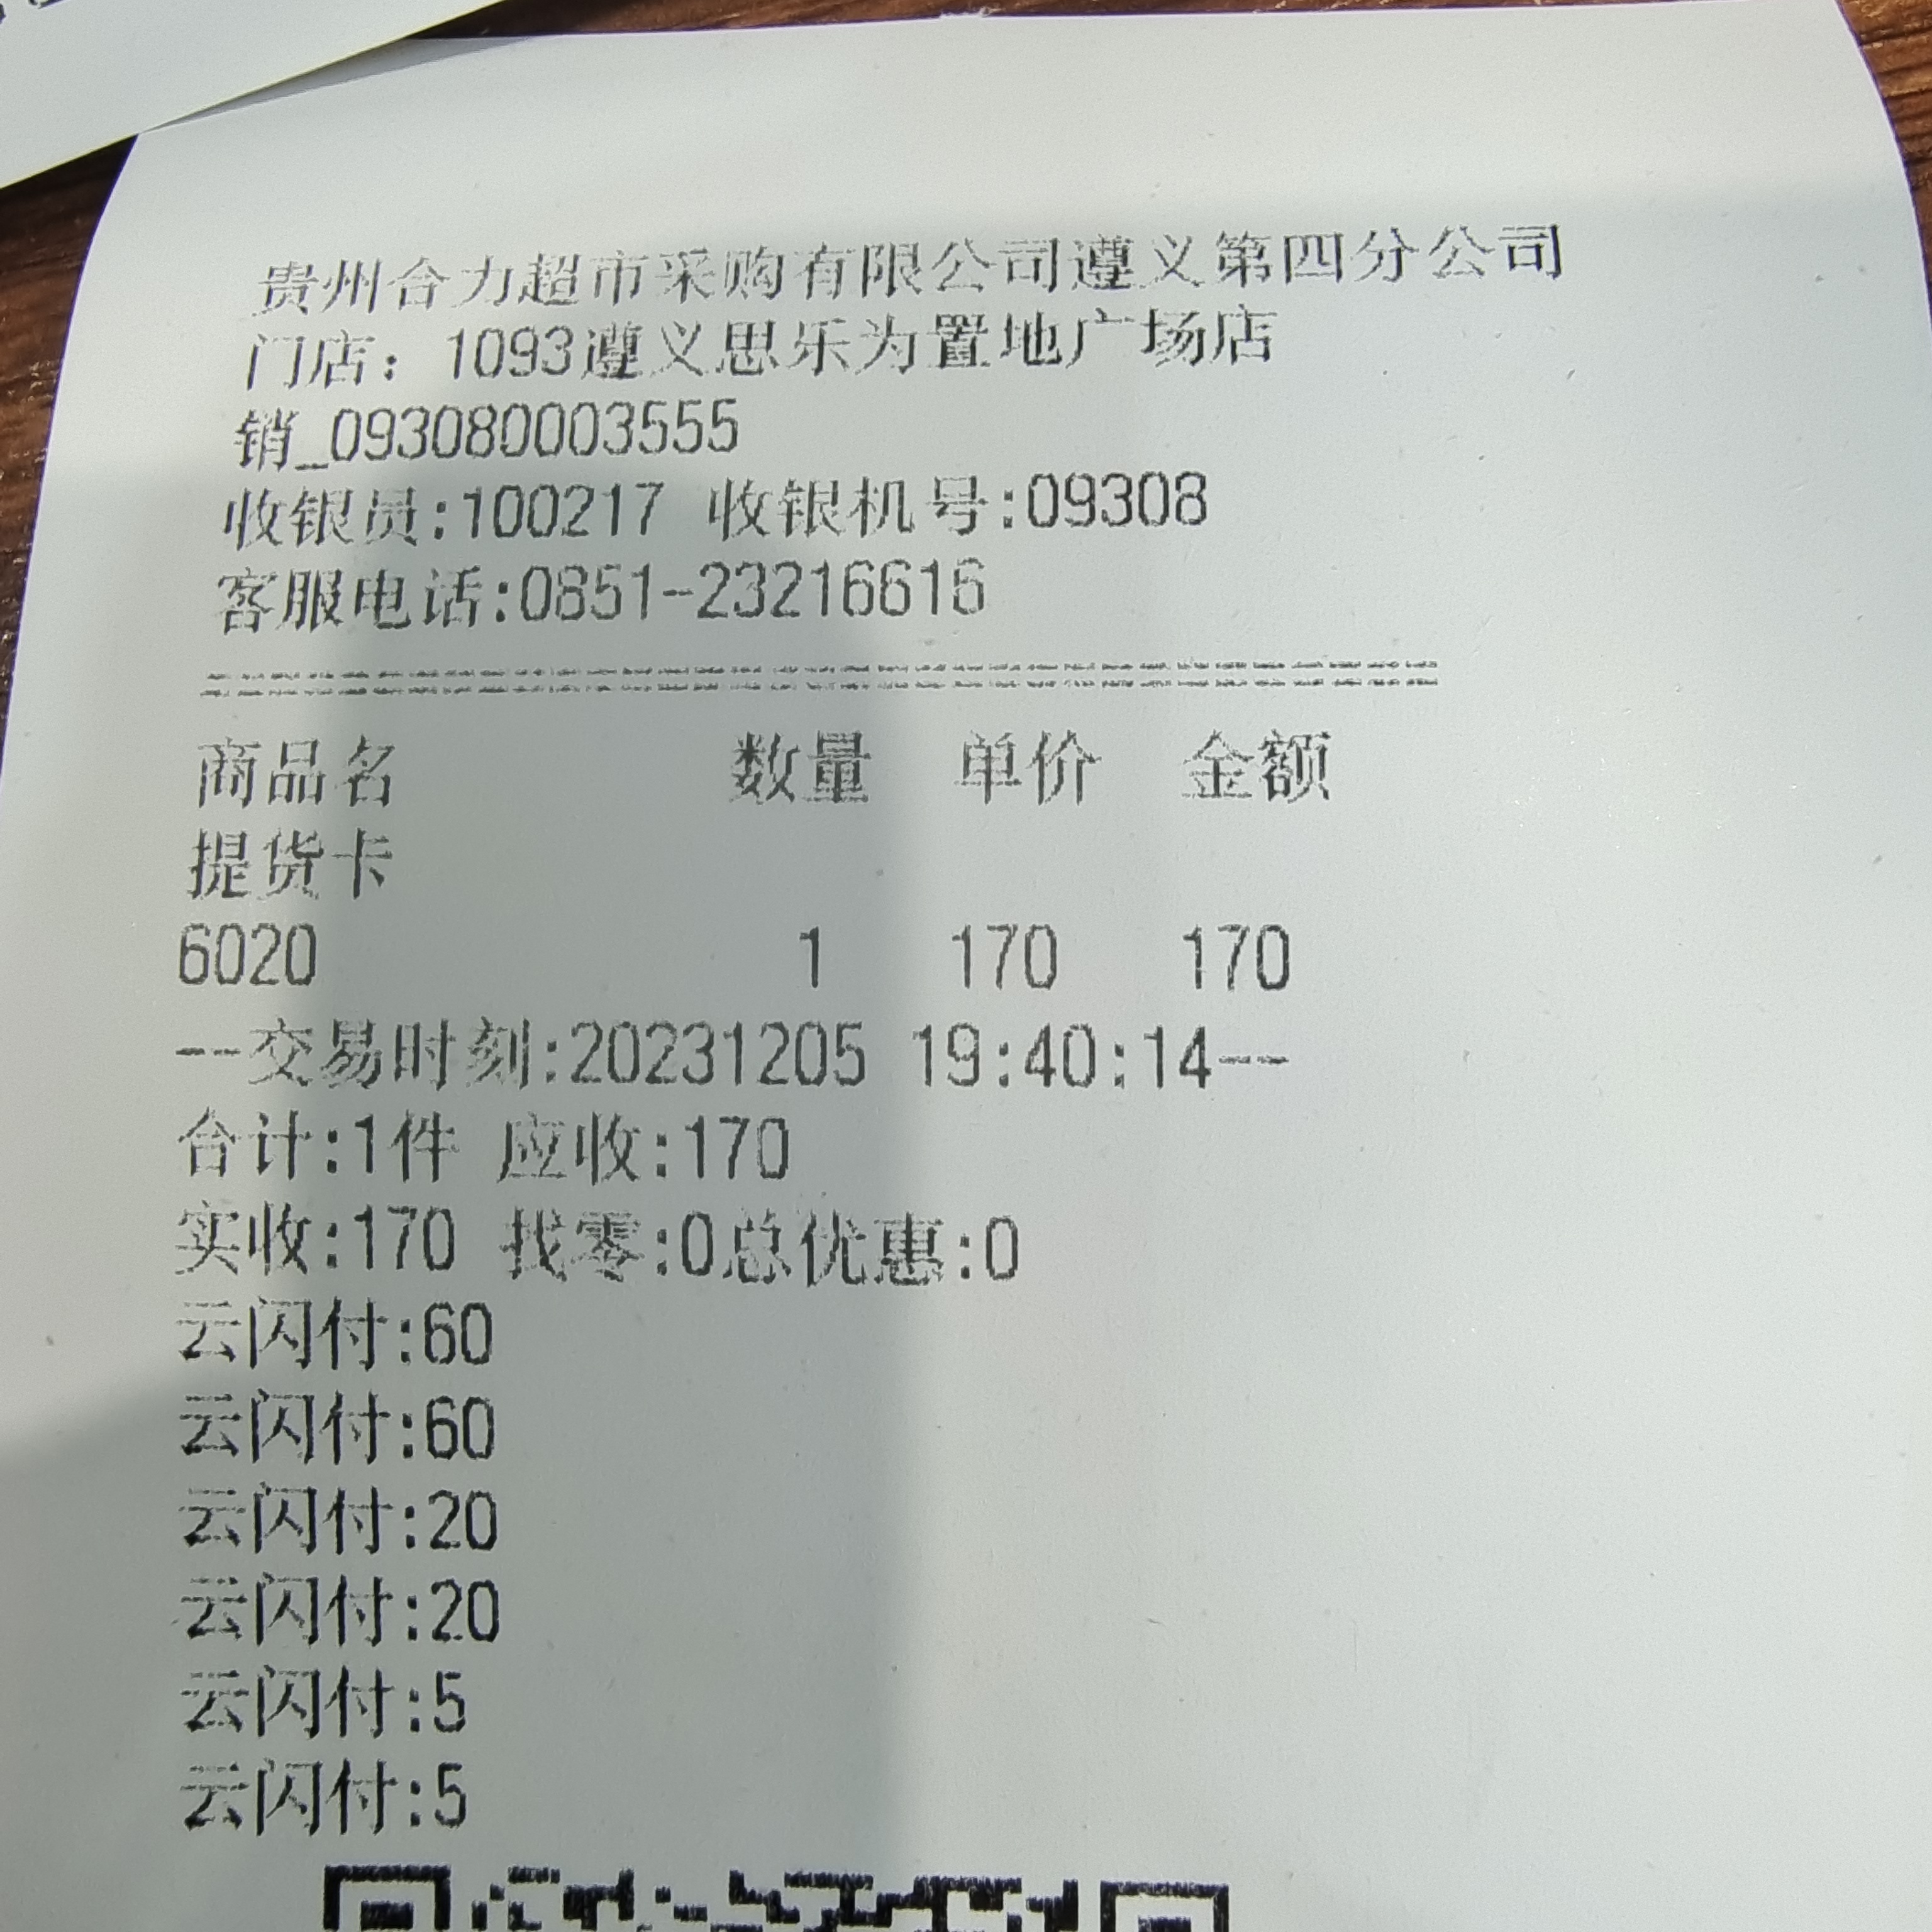 贵州合力超市采购有限公司遵义第四分公司
门店：1093遵义思乐为置地广场店
销_093080003555
收银员:100217 收银机号:09308
客服电话:0851-23216616
============================================
商品名 数量 单价 金额
提货卡
6020 1 170 170
--交易时刻:20231205 19:40:14--
合计:1件 应收:170
实收:170 找零:0总优惠:0
云闪付:60
云闪付:60
云闪付:20
云闪付:20
云闪付:5
云闪付:5